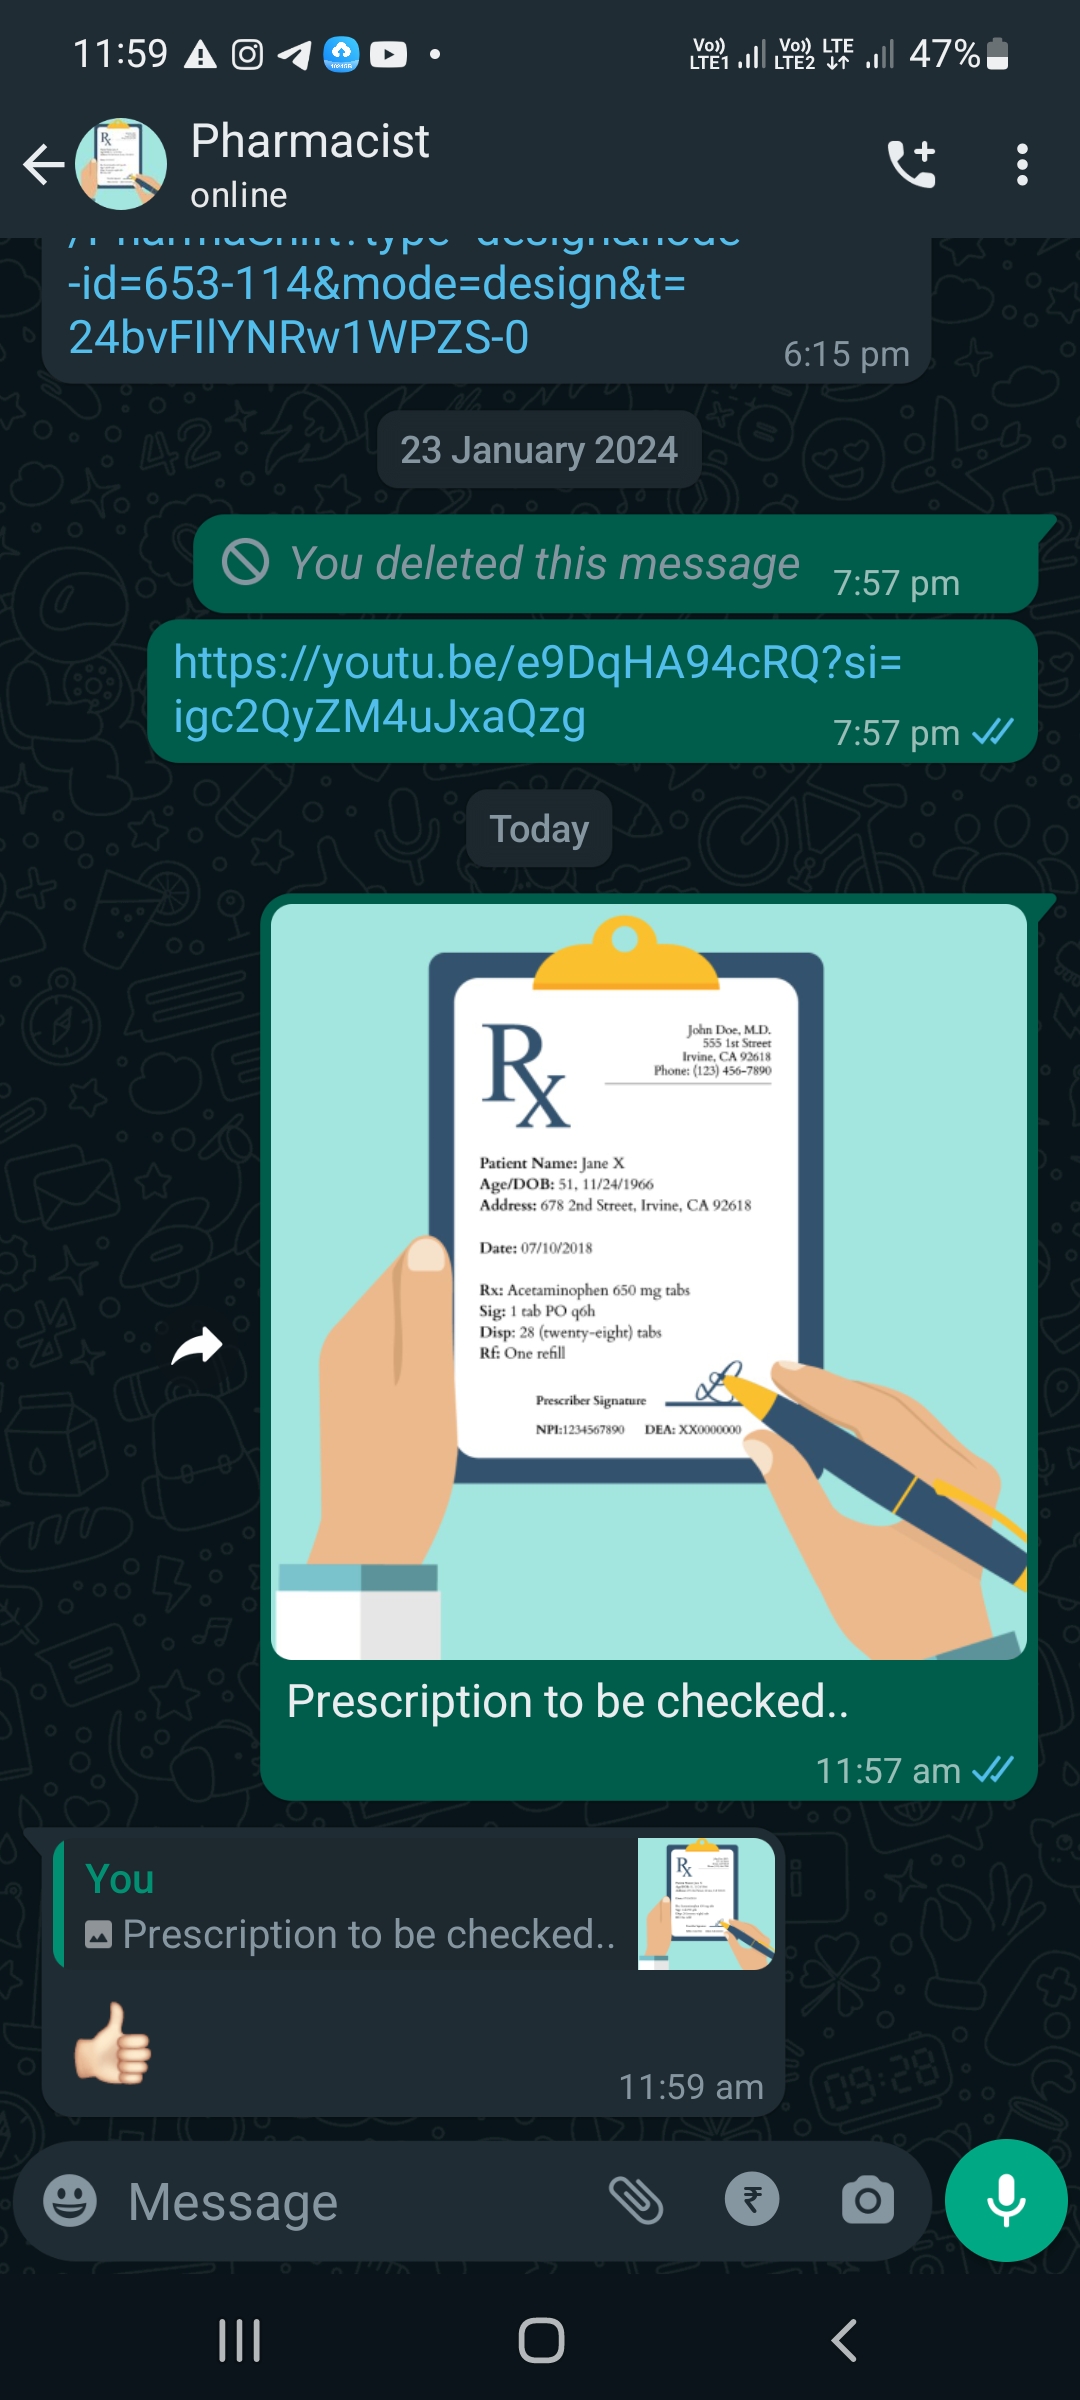 11:59
Vo)) LTE1 Vo)) LTE2 LTE 47%
Pharmacist
online
/PharmaShift?type=design&node
-id=653-114&mode=design&t=
24bvFIlYNRw1WPZS-0
6:15 pm
23 January 2024
You deleted this message
7:57 pm
https://youtu.be/e9DqHA94cRQ?si=
igc2QyZM4uJxaQzg
7:57 pm
Today
Rx
John Doe, M.D.
555 1st Street
Irvine, CA 92618
Phone: (123) 456-7890
Patient Name: Jane X
Age/DOB: 51, 11/24/1966
Address: 678 2nd Street, Irvine, CA 92618
Date: 07/10/2018
Rx: Acetaminophen 650 mg tabs
Sig: 1 tab PO q6h
Disp: 28 (twenty-eight) tabs
Rf: One refill
Prescriber Signature
NPI:1234567890 DEA: XX0000000
Prescription to be checked..
11:57 am
You
Prescription to be checked..
11:59 am
Message
₹